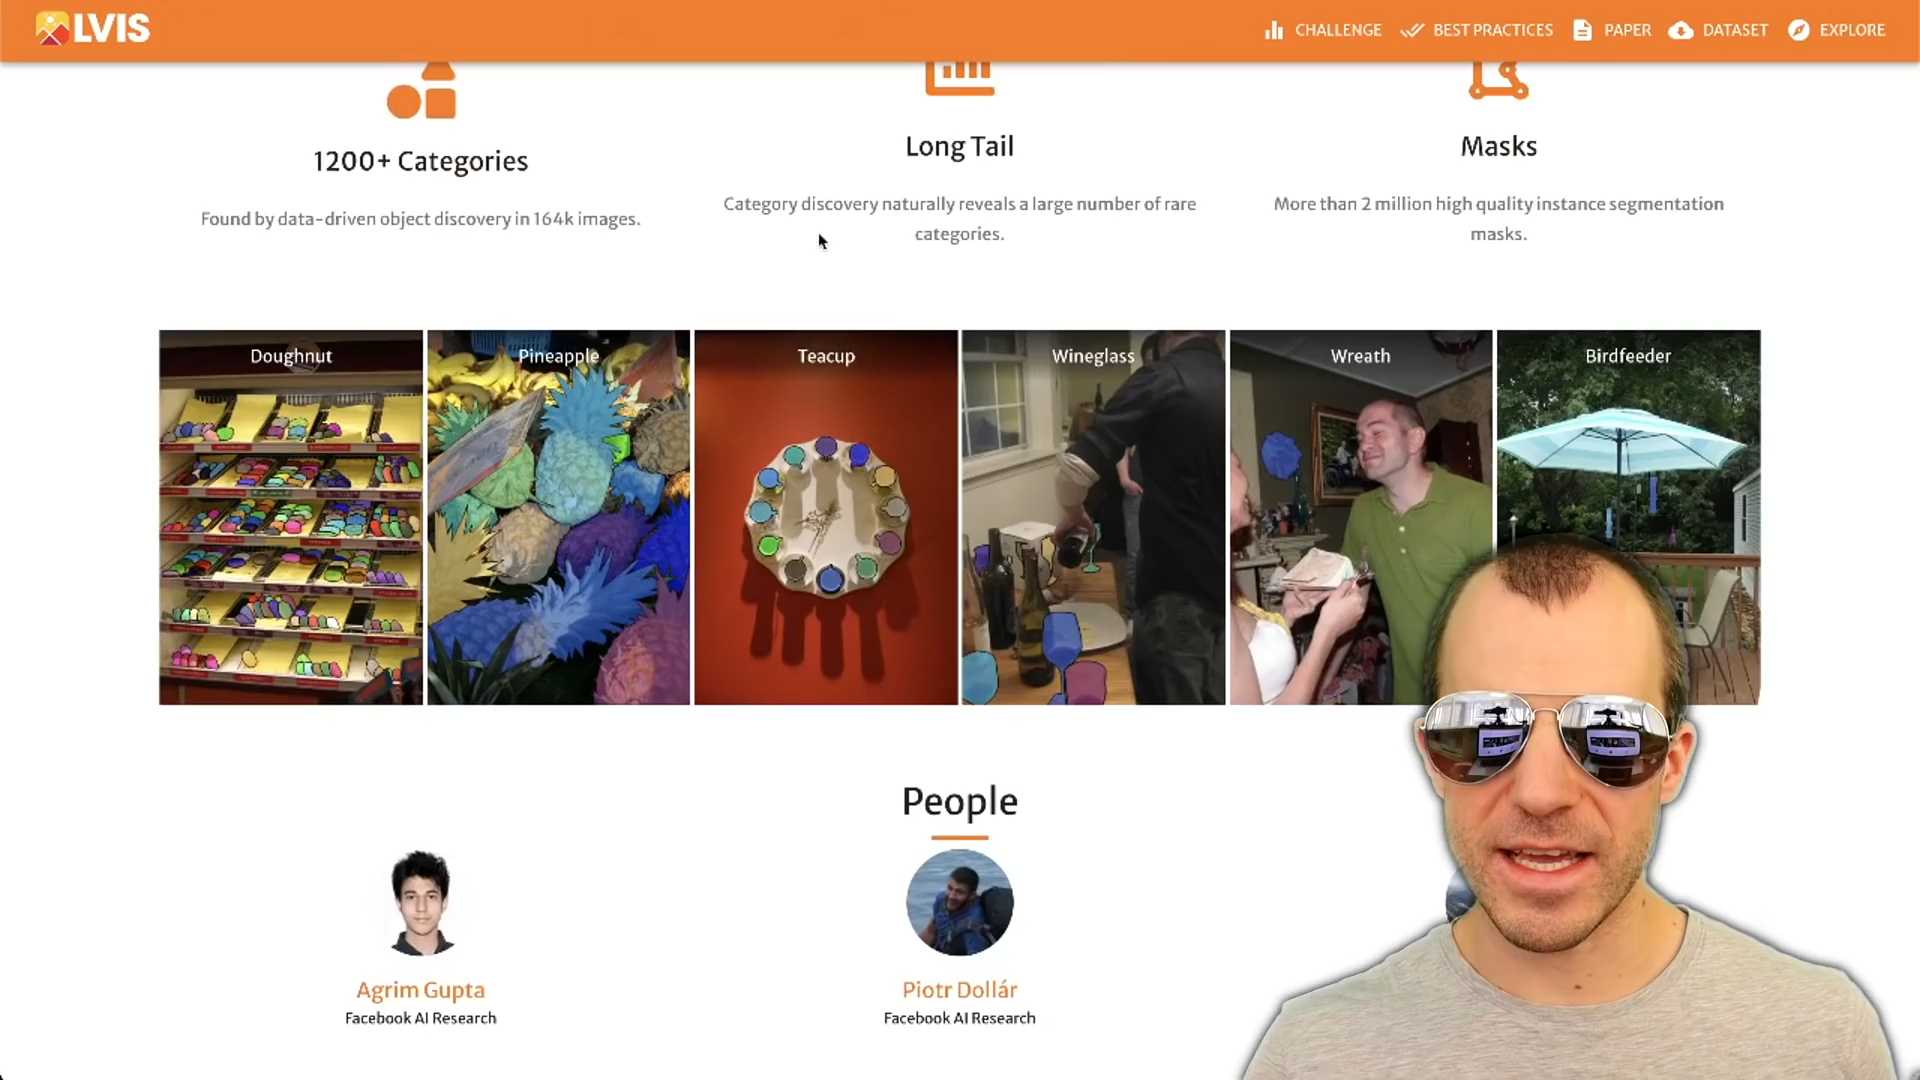 LVIS
CHALLENGE
BEST PRACTICES
PAPER
DATASET
EXPLORE
1200+ Categories
Found by data-driven object discovery in 164k images.
Long Tail
Category discovery naturally reveals a large number of rare
categories.
Masks
More than 2 million high quality instance segmentation
masks.
Doughnut
Pineapple
Teacup
Wineglass
Wreath
Birdfeeder
People
Agrim Gupta
Facebook AI Research
Piotr Dollár
Facebook AI Research